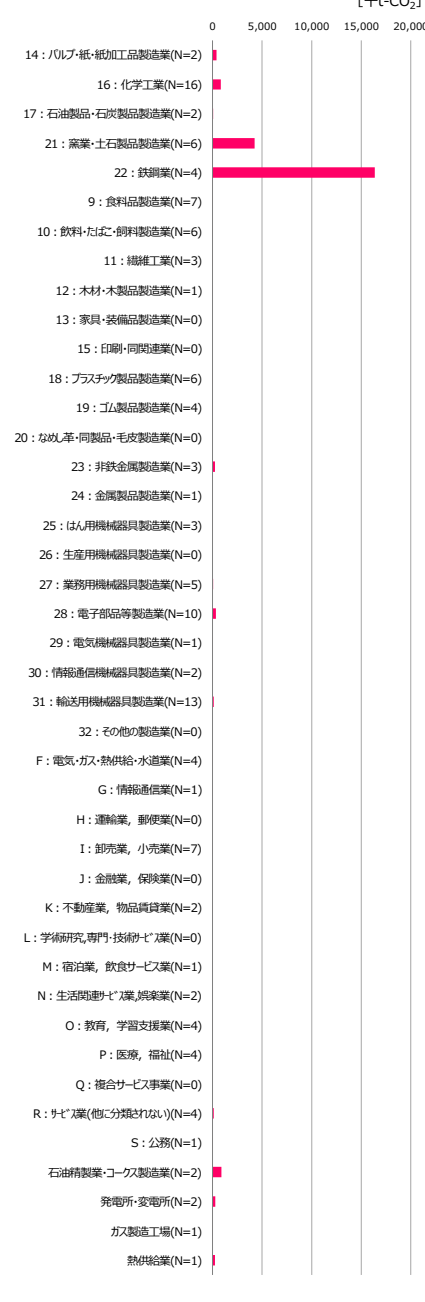 [千t-CO₂]
0 5,000 10,000 15,000 20,000
14：パルプ・紙・紙加工品製造業(N=2)
16：化学工業(N=16)
17：石油製品・石炭製品製造業(N=2)
21：窯業・土石製品製造業(N=6)
22：鉄鋼業(N=4)
9：食料品製造業(N=7)
10：飲料・たばこ・飼料製造業(N=6)
11：繊維工業(N=3)
12：木材・木製品製造業(N=1)
13：家具・装備品製造業(N=0)
15：印刷・同関連業(N=0)
18：プラスチック製品製造業(N=6)
19：ゴム製品製造業(N=4)
20：なめし革・同製品・毛皮製造業(N=0)
23：非鉄金属製造業(N=3)
24：金属製品製造業(N=1)
25：はん用機械器具製造業(N=3)
26：生産用機械器具製造業(N=0)
27：業務用機械器具製造業(N=5)
28：電子部品等製造業(N=10)
29：電気機械器具製造業(N=1)
30：情報通信機械器具製造業(N=2)
31：輸送用機械器具製造業(N=13)
32：その他の製造業(N=0)
F：電気・ガス・熱供給・水道業(N=4)
G：情報通信業(N=1)
H：運輸業，郵便業(N=0)
I：卸売業，小売業(N=7)
J：金融業，保険業(N=0)
K：不動産業，物品賃貸業(N=2)
L：学術研究,専門・技術ｻｰﾋﾞｽ業(N=0)
M：宿泊業，飲食サービス業(N=1)
N：生活関連ｻｰﾋﾞｽ業,娯楽業(N=2)
O：教育，学習支援業(N=4)
P：医療，福祉(N=4)
Q：複合サービス事業(N=0)
R：ｻｰﾋﾞｽ業(他に分類されない)(N=4)
S：公務(N=1)
石油精製業・コークス製造業(N=2)
発電所・変電所(N=2)
ガス製造工場(N=1)
熱供給業(N=1)